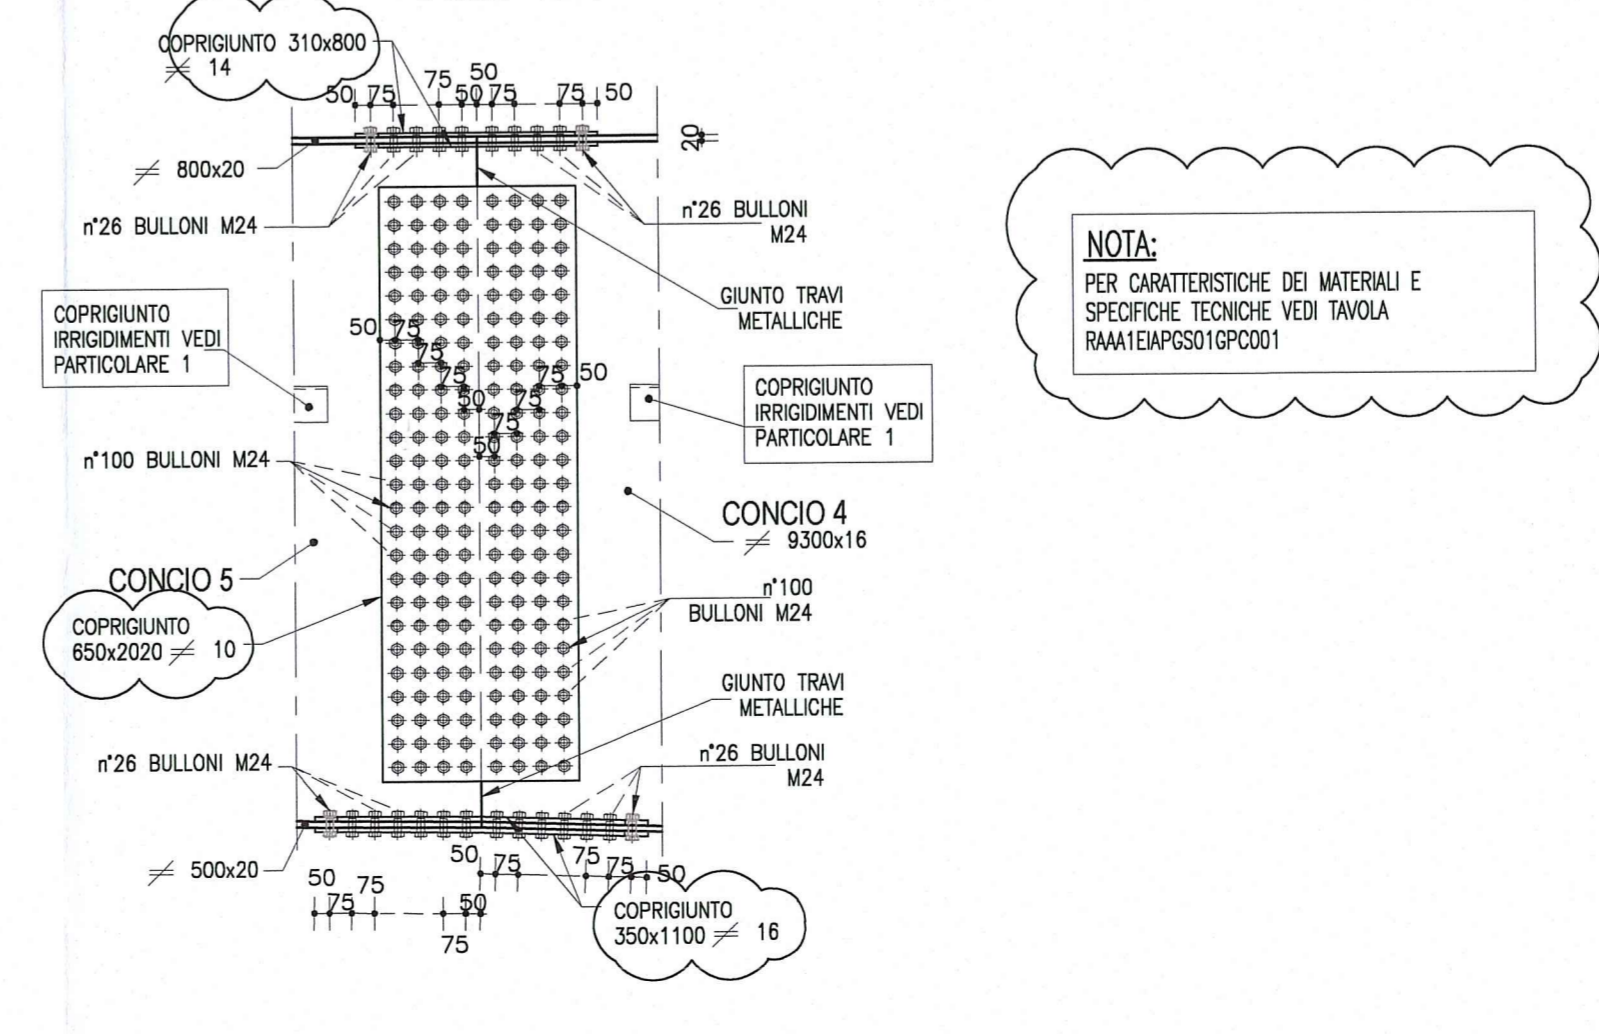 COPRIGIUNTO 310x800
14
50 75 75 50 50 75 75 50
20
800x20
n°26 BULLONI M24
n°26 BULLONI
M24
GIUNTO TRAVI
METALLICHE
COPRIGIUNTO
IRRIGIDIMENTI VEDI
PARTICOLARE 1
50 75
75
75
50
75 50
75
75
50
COPRIGIUNTO
IRRIGIDIMENTI VEDI
PARTICOLARE 1
n°100 BULLONI M24
CONCIO 4
9300x16
CONCIO 5
COPRIGIUNTO
650x2020 10
n°100
BULLONI M24
GIUNTO TRAVI
METALLICHE
n°26 BULLONI M24
n°26 BULLONI
M24
500x20
50 75 75 75 50
50 75 75 50
75
COPRIGIUNTO
350x1100 16
NOTA:
PER CARATTERISTICHE DEI MATERIALI E
SPECIFICHE TECNICHE VEDI TAVOLA
RAAA1EIAPGS01GPC001